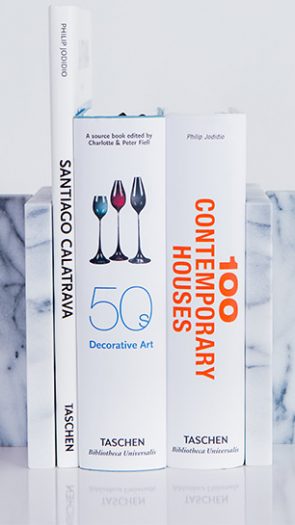 PHILIP JODIDIO
SANTIAGO CALATRAVA
TASCHEN
A source book edited by
Charlotte & Peter Fiell
50s
Decorative Art
TASCHEN
Bibliotheca Universalis
Philip Jodidio
100
CONTEMPORARY
HOUSES
TASCHEN
Bibliotheca Universalis